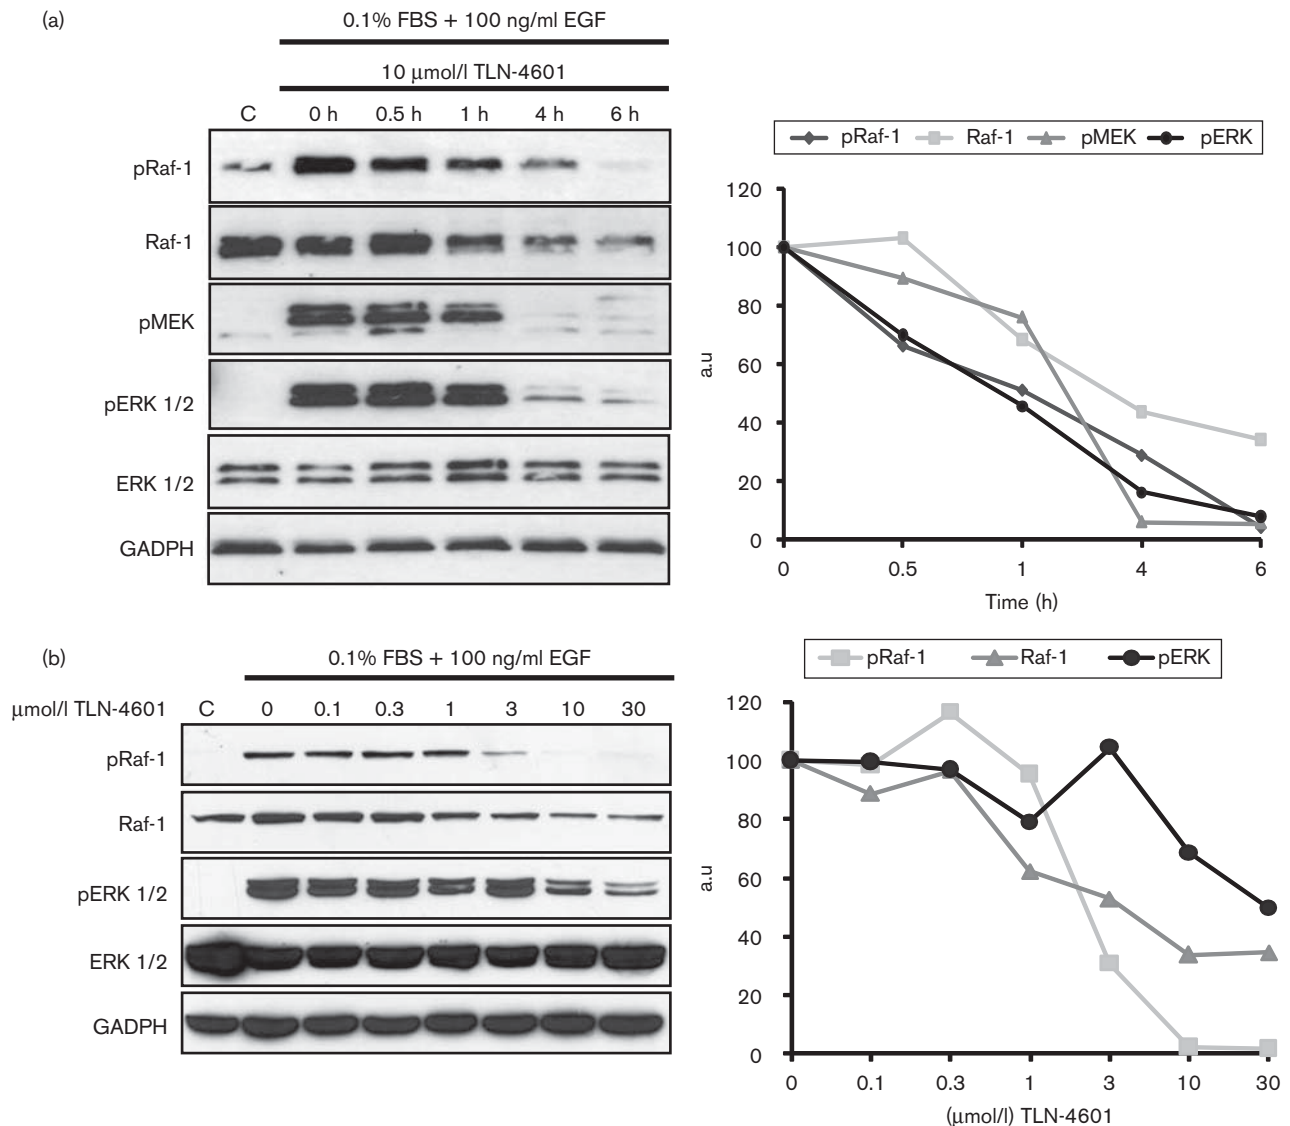 (a)
0.1% FBS + 100 ng/ml EGF
10 μmol/l TLN-4601
C 0 h 0.5 h 1 h 4 h 6 h
pRaf-1
Raf-1
pMEK
pERK 1/2
ERK 1/2
GADPH
pRaf-1 Raf-1 pMEK pERK
120
100
80
60
40
20
0
a.u
0 0.5 1 4 6
Time (h)
(b)
0.1% FBS + 100 ng/ml EGF
μmol/l TLN-4601 C 0 0.1 0.3 1 3 10 30
pRaf-1
Raf-1
pERK 1/2
ERK 1/2
GADPH
pRaf-1 Raf-1 pERK
120
100
80
60
40
20
0
a.u
0 0.1 0.3 1 3 10 30
(μmol/l) TLN-4601